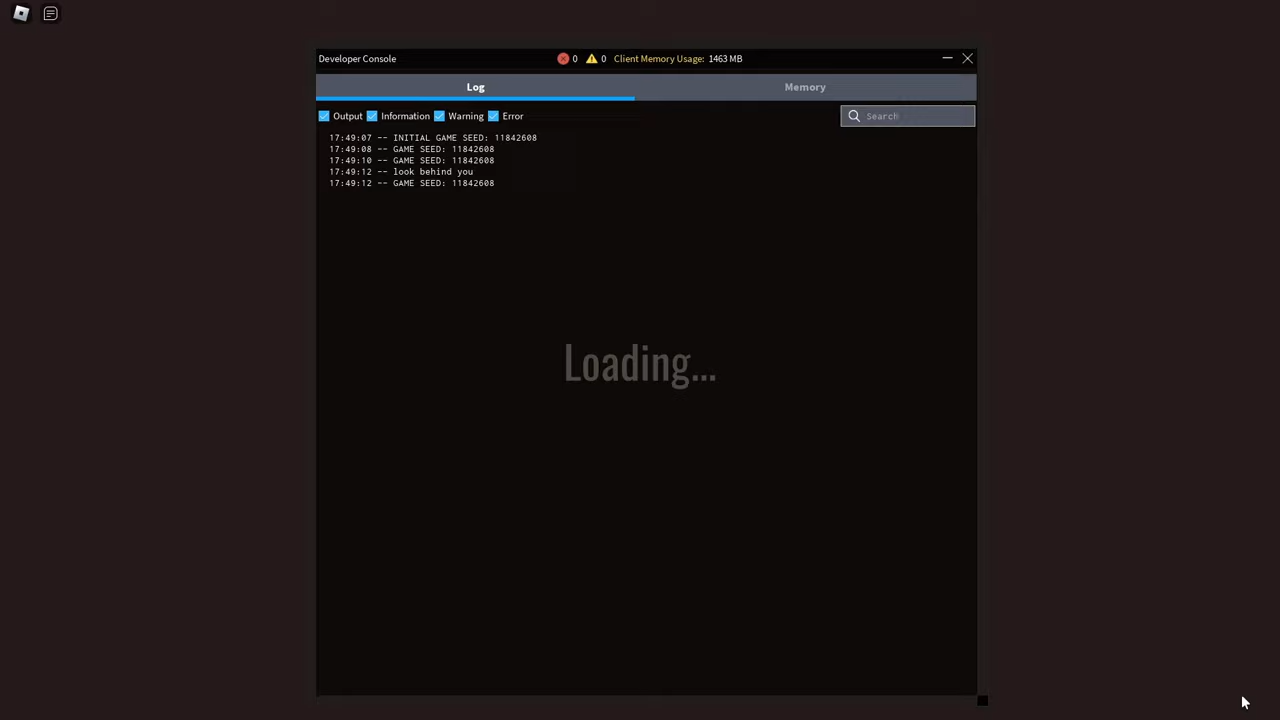 Developer Console 0 0 Client Memory Usage: 1463 MB
Log Memory
Output Information Warning Error Search
17:49:07 -- INITIAL GAME SEED: 11842608
17:49:08 -- GAME SEED: 11842608
17:49:10 -- GAME SEED: 11842608
17:49:12 -- look behind you
17:49:12 -- GAME SEED: 11842608
Loading...